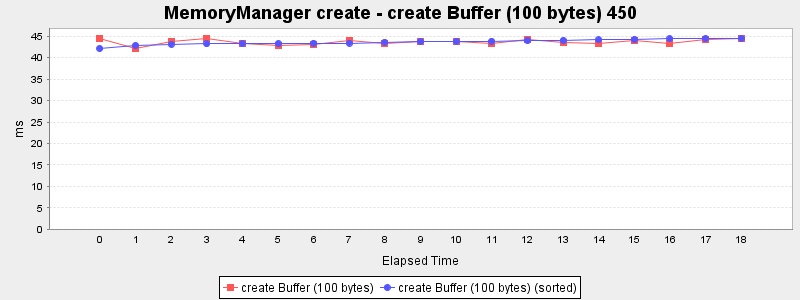 MemoryManager create - create Buffer (100 bytes) 450
45
40
35
30
25
20
15
10
5
0
ms
0 1 2 3 4 5 6 7 8 9 10 11 12 13 14 15 16 17 18
Elapsed Time
create Buffer (100 bytes) create Buffer (100 bytes) (sorted)